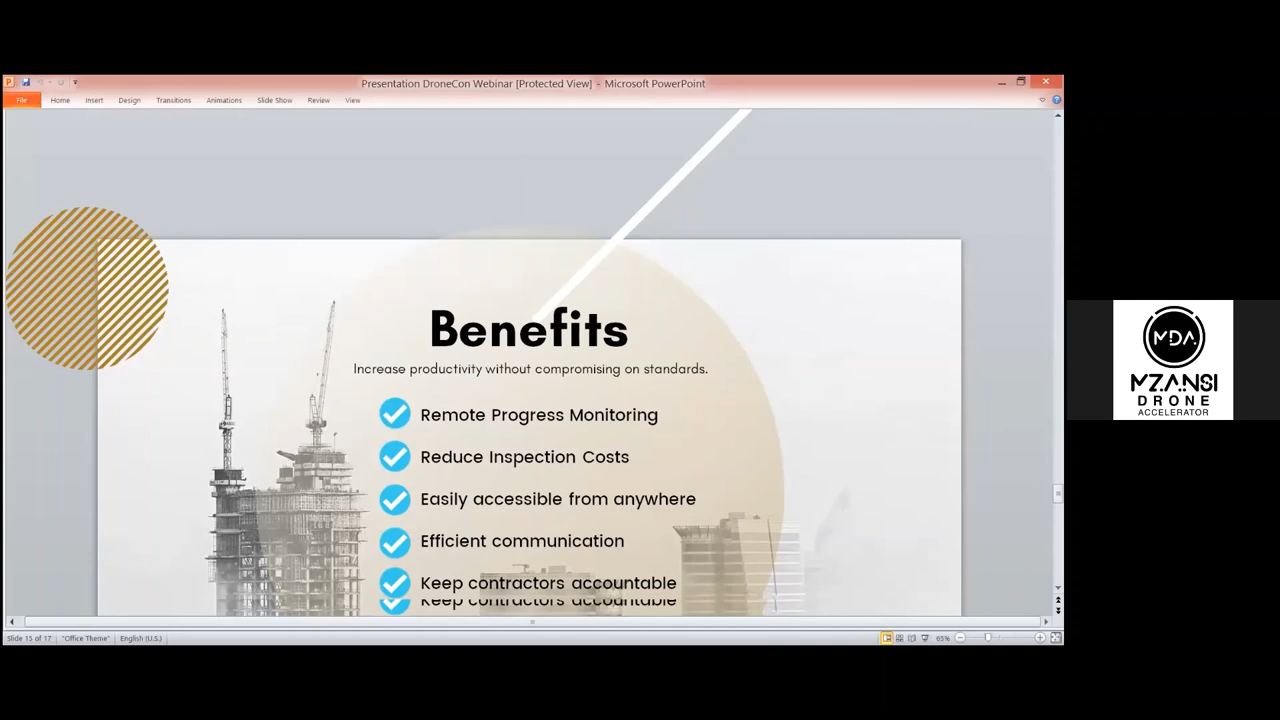 Presentation DroneCon Webinar [Protected View] - Microsoft PowerPoint
File Home Insert Design Transitions Animations Slide Show Review View
Benefits
Increase productivity without compromising on standards.
Remote Progress Monitoring
Reduce Inspection Costs
Easily accessible from anywhere
Efficient communication
Keep contractors accountable
Keep contractors accountable
MDA
MZANSI
DRONE
ACCELERATOR
Slide 15 of 17 "Office Theme" English (U.S.) 65%